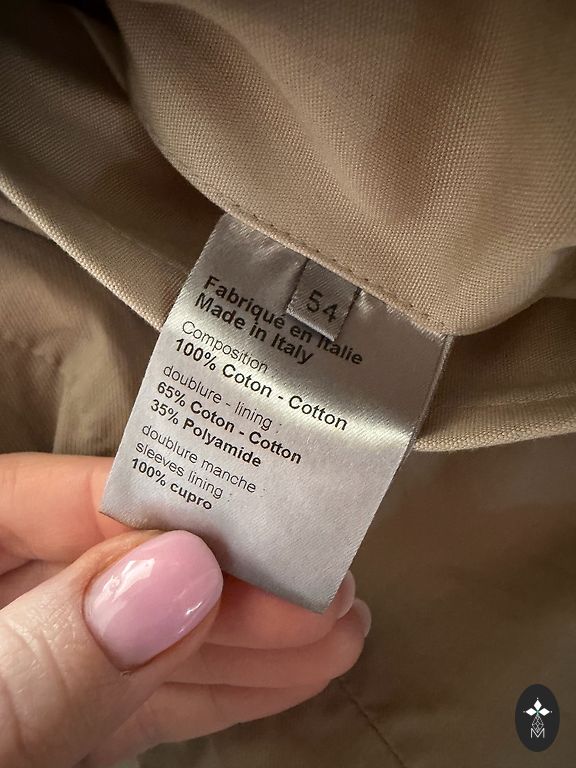 54
Fabriqué en Italie
Made in Italy
Composition
100% Coton - Cotton
doublure - lining :
65% Coton - Cotton
35% Polyamide
doublure manche
sleeves lining :
100% cupro